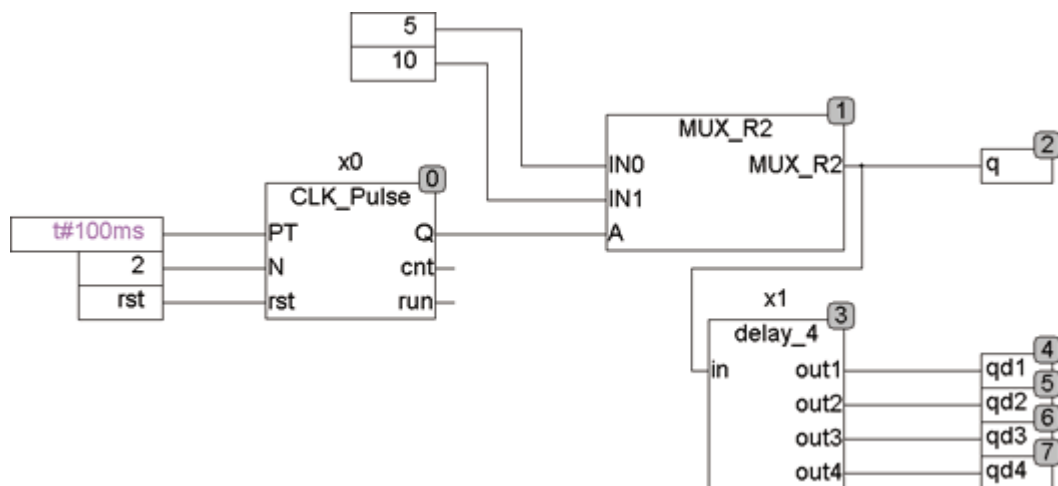 5
10
1
MUX_R2
IN0 MUX_R2
IN1
A
2
q
x0
0
CLK_Pulse
t#100ms PT Q
2 N cnt
rst rst run
x1
3
delay_4
in out1 qd1 4
out2 qd2 5
out3 qd3 6
out4 qd4 7